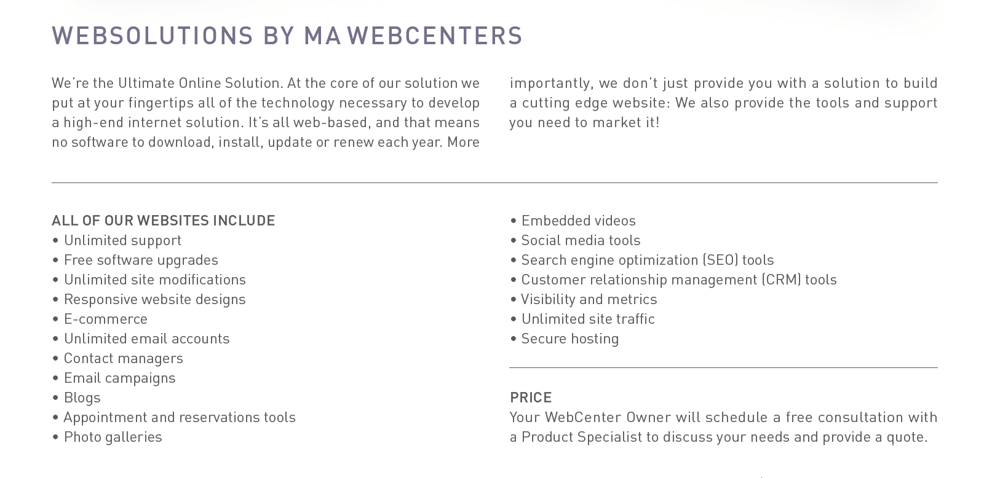 WEBSOLUTIONS BY MA WEBCENTERS
We’re the Ultimate Online Solution. At the core of our solution we
put at your fingertips all of the technology necessary to develop
a high-end internet solution. It’s all web-based, and that means
no software to download, install, update or renew each year. More
importantly, we don’t just provide you with a solution to build
a cutting edge website: We also provide the tools and support
you need to market it!
ALL OF OUR WEBSITES INCLUDE
• Unlimited support
• Free software upgrades
• Unlimited site modifications
• Responsive website designs
• E-commerce
• Unlimited email accounts
• Contact managers
• Email campaigns
• Blogs
• Appointment and reservations tools
• Photo galleries
• Embedded videos
• Social media tools
• Search engine optimization (SEO) tools
• Customer relationship management (CRM) tools
• Visibility and metrics
• Unlimited site traffic
• Secure hosting
PRICE
Your WebCenter Owner will schedule a free consultation with
a Product Specialist to discuss your needs and provide a quote.